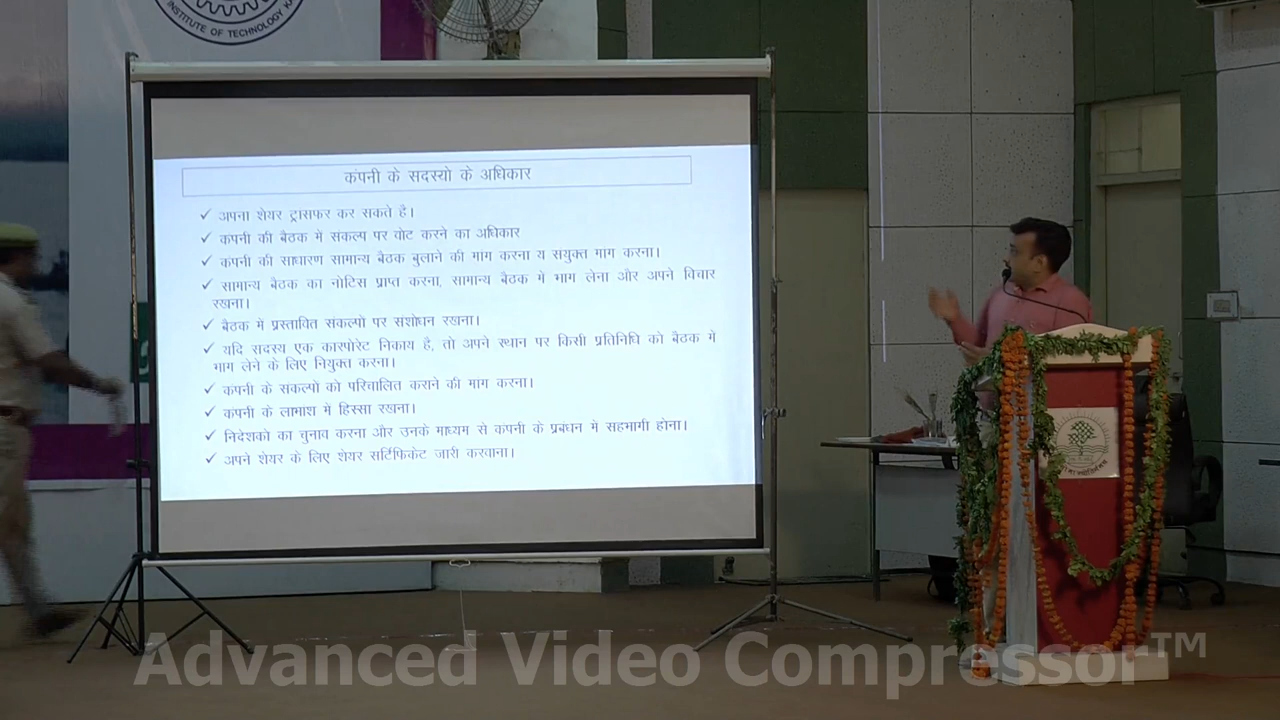 INSTITUTE OF TECHNOLOGY
कंपनी के सदस्यो के अधिकार
✓ अपना शेयर ट्रासफर कर सकते है।
✓ कंपनी की बैठक में संकल्प पर वोट करने का अधिकार
✓ कंपनी की साधारण सामान्य बैठक बुलाने की मांग करना य संयुक्त माग करना।
✓ सामान्य बैठक का नोटिस प्राप्त करना, सामान्य बैठक में भाग लेना और अपने विचार
रखना।
✓ बैठक में प्रस्तावित संकल्पो पर संशोधन रखना।
✓ यदि सदस्य एक कारपोरेट निकाय है, तो अपने स्थान पर किसी प्रतिनिधि को बैठक में
भाग लेने के लिए नियुक्त करना।
✓ कंपनी के संकल्पो को परिचालित कराने की मांग करना।
✓ कंपनी के लाभाश में हिस्सा रखना।
✓ निदेशको का चुनाव करना और उनके माध्यम से कंपनी के प्रबधन मे सहभागी होना।
✓ अपने शेयर के लिए शेयर सर्टिफिकेट जारी करवाना।
Advanced Video Compressor™